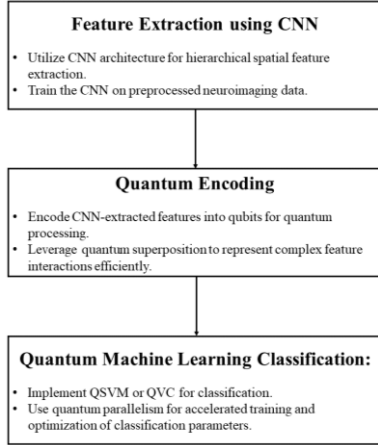 Feature Extraction using CNN
• Utilize CNN architecture for hierarchical spatial feature
extraction.
• Train the CNN on preprocessed neuroimaging data.
Quantum Encoding
• Encode CNN-extracted features into qubits for quantum
processing.
• Leverage quantum superposition to represent complex feature
interactions efficiently.
Quantum Machine Learning Classification:
• Implement QSVM or QVC for classification.
• Use quantum parallelism for accelerated training and
optimization of classification parameters.